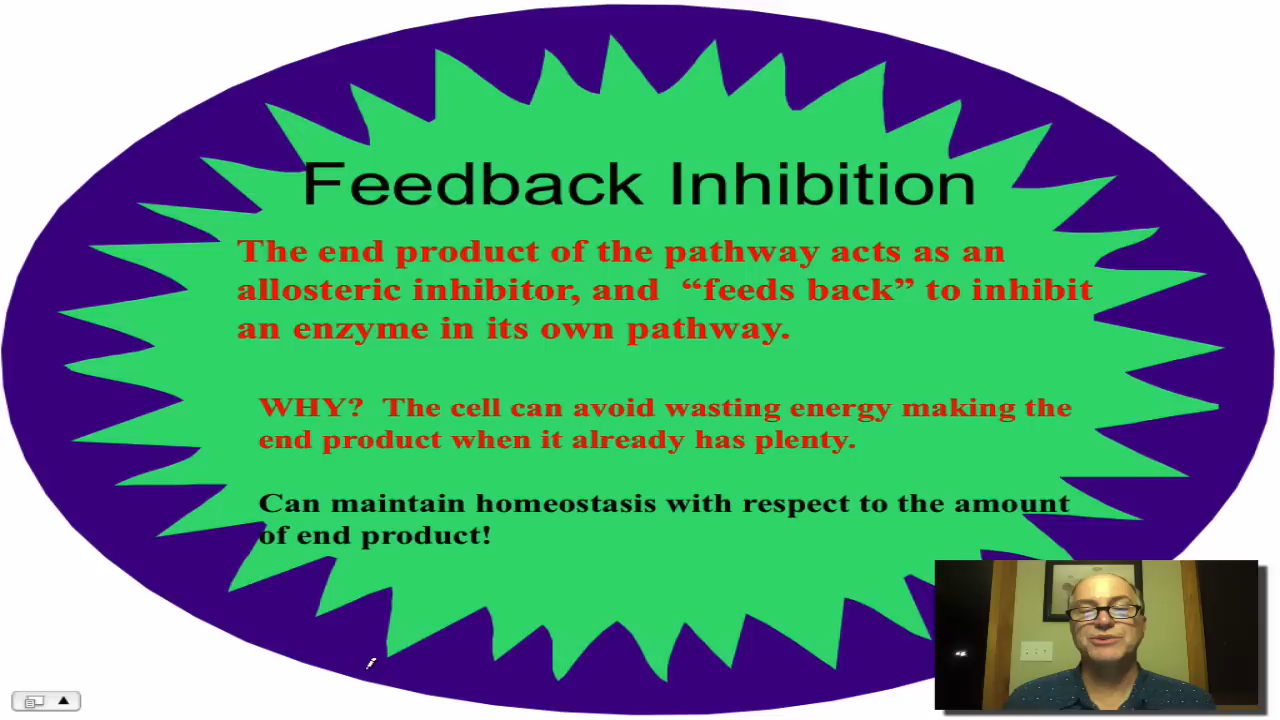 Feedback Inhibition
The end product of the pathway acts as an
allosteric inhibitor, and “feeds back” to inhibit
an enzyme in its own pathway.
WHY? The cell can avoid wasting energy making the
end product when it already has plenty.
Can maintain homeostasis with respect to the amount
of end product!